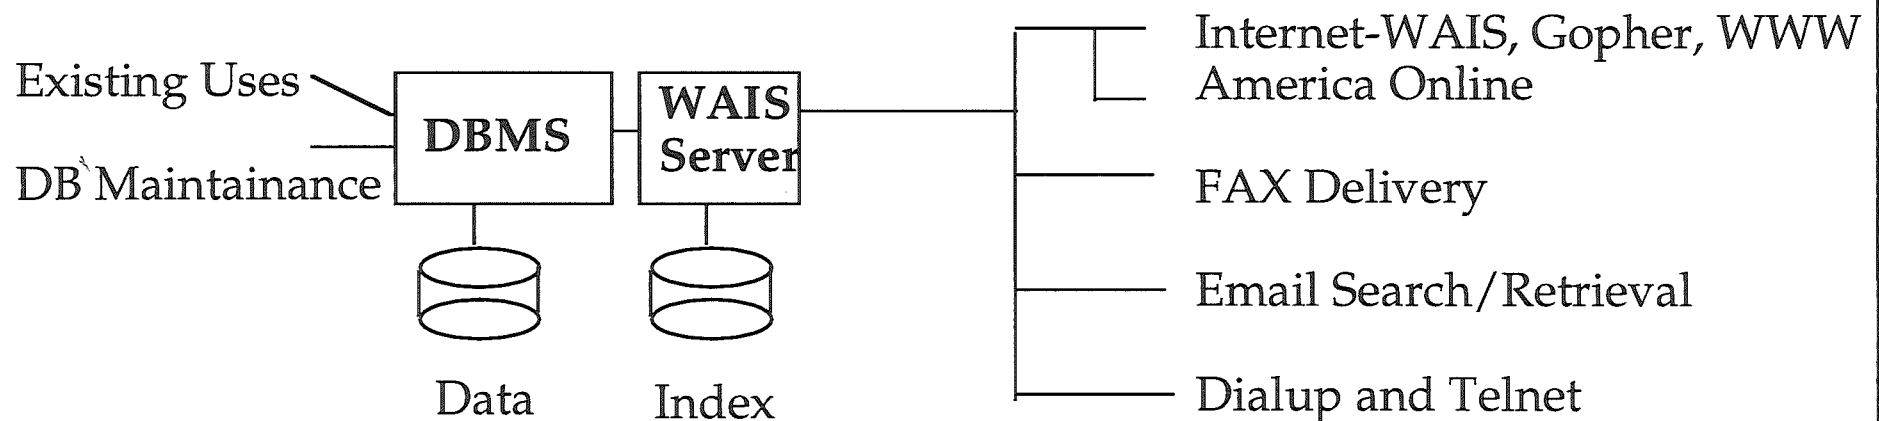 Existing Uses
DB Maintainance
DBMS
WAIS
Server
Data
Index
Internet-WAIS, Gopher, WWW
America Online
FAX Delivery
Email Search/Retrieval
Dialup and Telnet